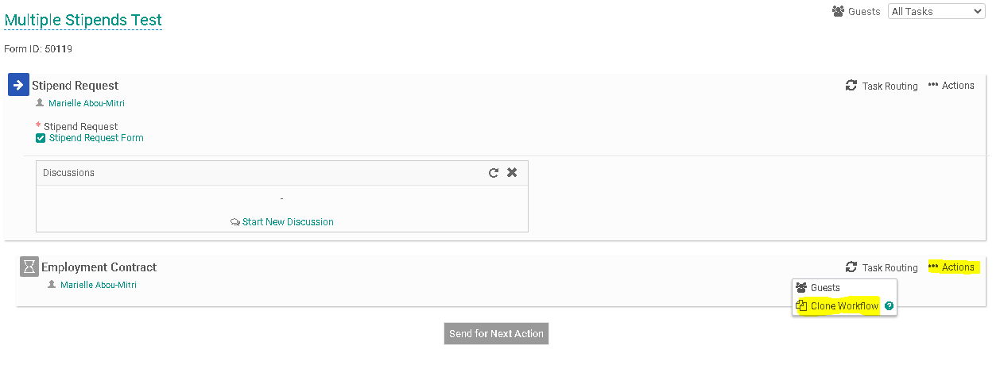 Multiple Stipends Test
Guests
All Tasks
Form ID: 50119
Stipend Request
Task Routing
Actions
Marielle Abou-Mitri
* Stipend Request
Stipend Request Form
Discussions
-
Start New Discussion
Employment Contract
Task Routing
Actions
Marielle Abou-Mitri
Guests
Clone Workflow ?
Send for Next Action